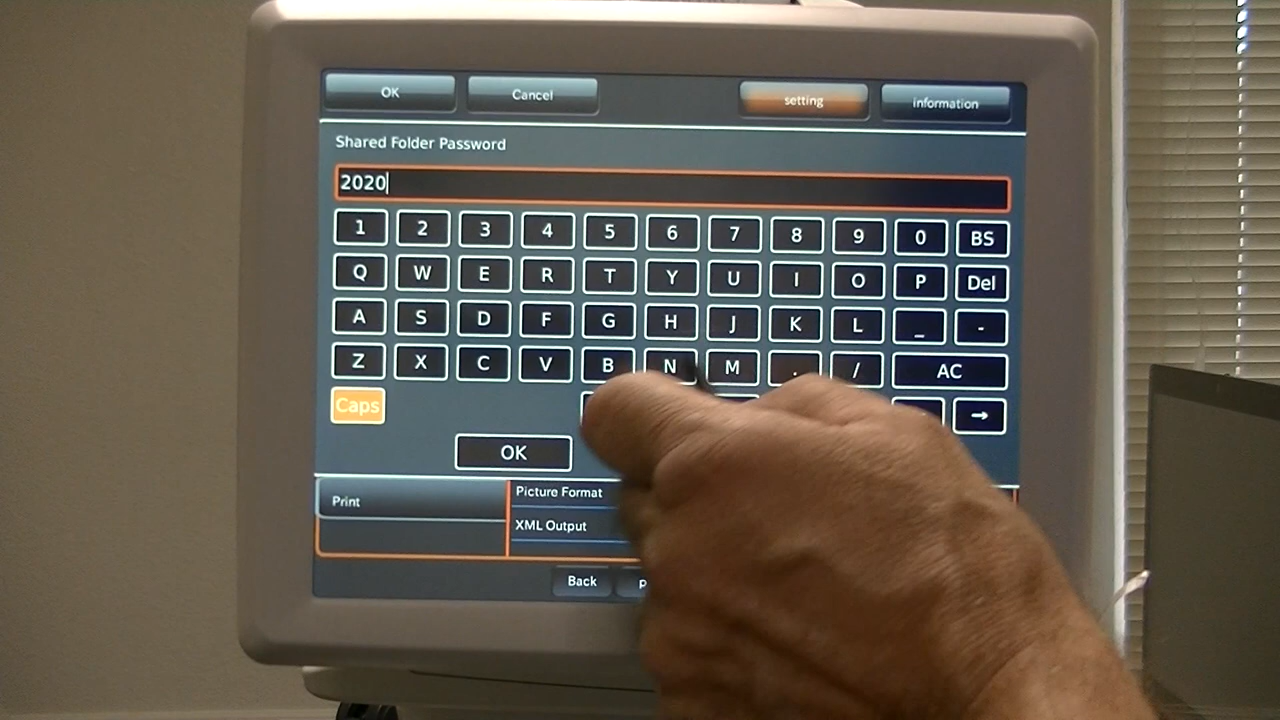 OK Cancel setting information
Shared Folder Password
2020
1 2 3 4 5 6 7 8 9 0 BS
Q W E R T Y U I O P Del
A S D F G H J K L _ -
Z X C V B N M . / AC
Caps →
OK
Print
Picture Format
XML Output
Back